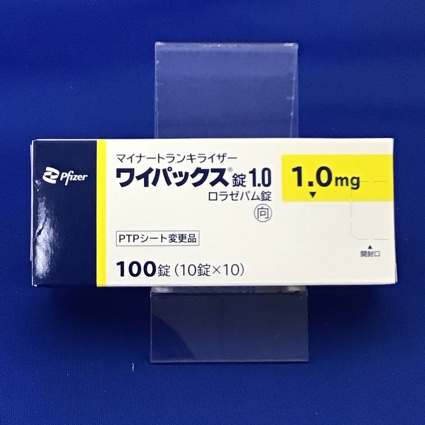 Pfizer
マイナートランキライザー
ワイパックス®錠1.0
ロラゼパム錠
向
PTPシート変更品
100錠(10錠×10)
1.0mg
▼
▲
開封口